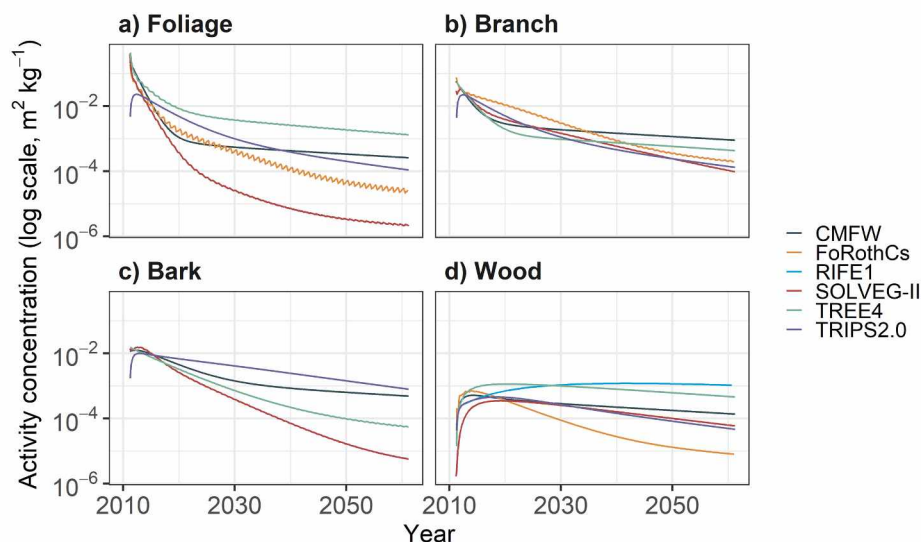 a) Foliage
b) Branch
Activity concentration (log scale, m² kg⁻¹)
10⁻²
10⁻⁴
10⁻⁶
c) Bark
d) Wood
10⁻²
10⁻⁴
10⁻⁶
2010 2030 2050 2010 2030 2050
Year
CMFW
FoRothCs
RIFE1
SOLVEG-II
TREE4
TRIPS2.0